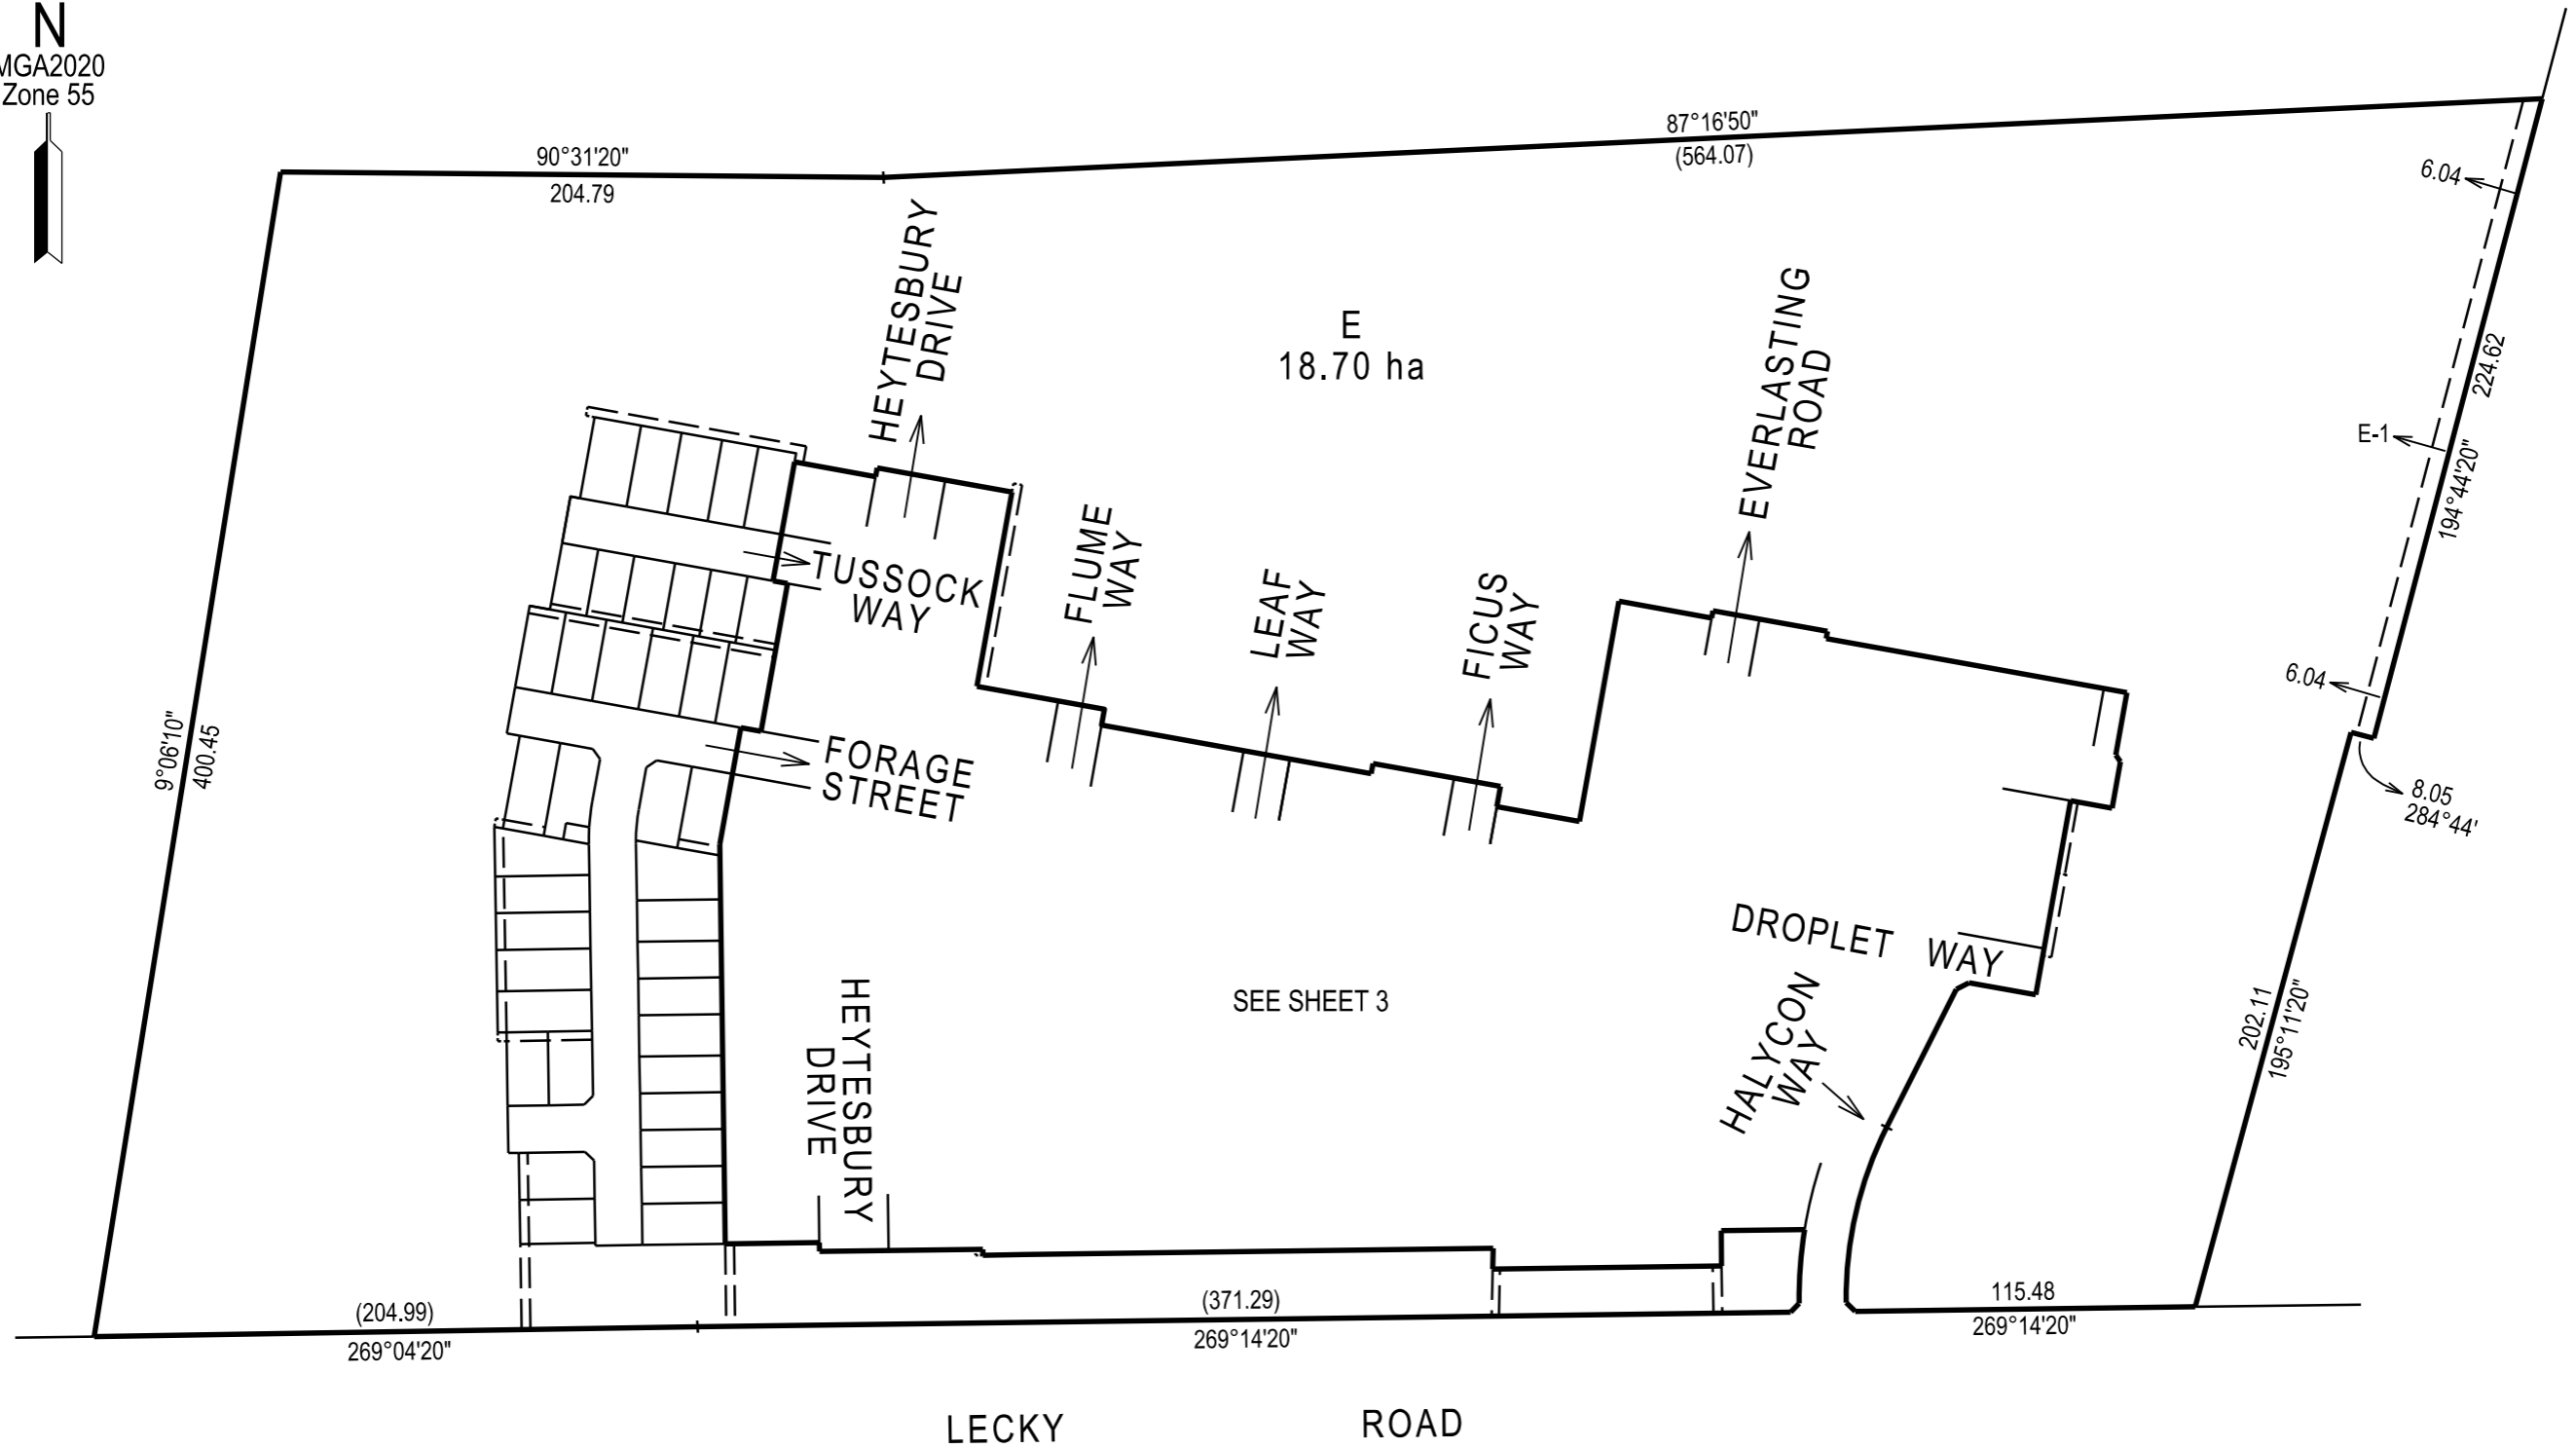 N
MGA2020
Zone 55
90°31'20"
204.79
87°16'50"
(564.07)
6.04
224.62
194°44'20"
E-1
6.04
8.05
284°44'
202.11
195°11'20"
E
18.70 ha
HEYTESBURY
DRIVE
EVERLASTING
ROAD
FLUME
WAY
LEAF
WAY
FICUS
WAY
TUSSOCK
WAY
FORAGE
STREET
9°06'10"
400.45
DROPLET WAY
HALYCON
WAY
SEE SHEET 3
HEYTESBURY
DRIVE
(204.99)
269°04'20"
(371.29)
269°14'20"
115.48
269°14'20"
LECKY ROAD